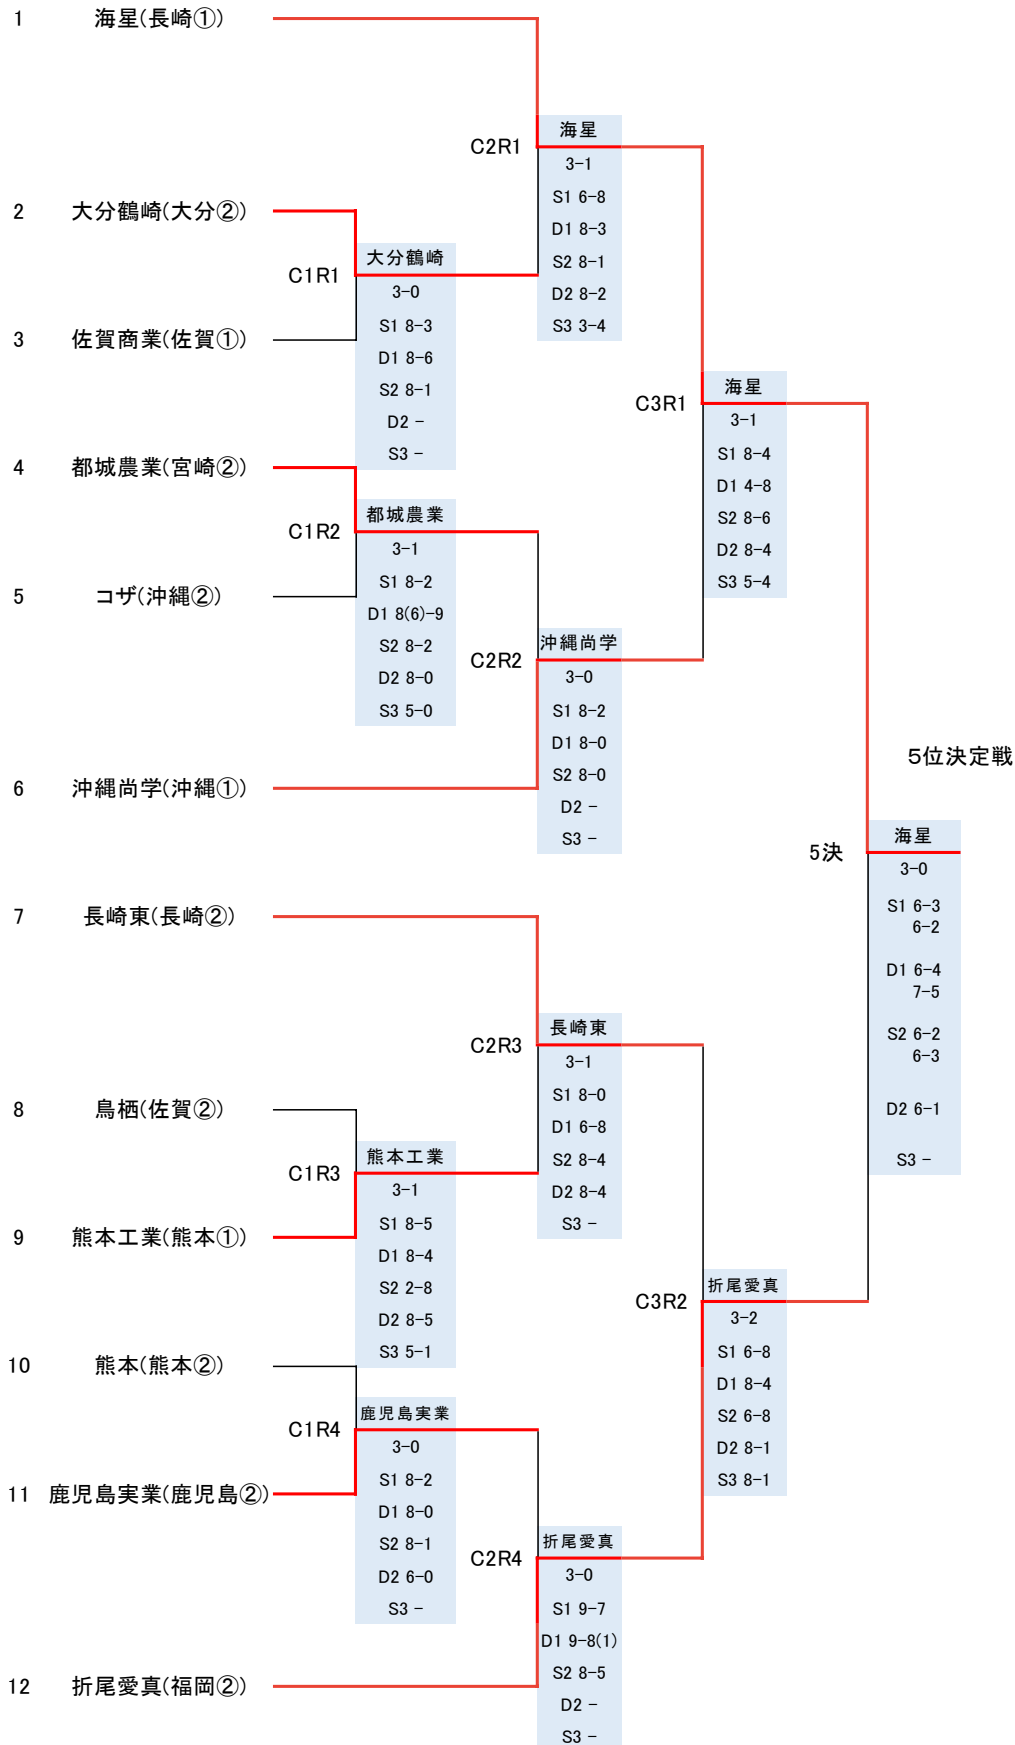 1 海星(長崎①)
海星
C2R1
3-1
S1 6-8
2 大分鶴崎(大分②)
D1 8-3
大分鶴崎
S2 8-1
C1R1
3-0
D2 8-2
S1 8-3
S3 3-4
3 佐賀商業(佐賀①)
D1 8-6
S2 8-1
海星
C3R1
D2 -
3-1
S3 -
S1 8-4
4 都城農業(宮崎②)
D1 4-8
都城農業
S2 8-6
C1R2
3-1
D2 8-4
S1 8-2
S3 5-4
5 コザ(沖縄②)
D1 8(6)-9
S2 8-2
沖縄尚学
C2R2
D2 8-0
3-0
S3 5-0
S1 8-2
D1 8-0
5位決定戦
S2 8-0
6 沖縄尚学(沖縄①)
D2 -
S3 -
海星
5決
3-0
S1 6-3
6-2
7 長崎東(長崎②)
D1 6-4
7-5
長崎東
S2 6-2
C2R3
6-3
3-1
S1 8-0
8 鳥栖(佐賀②)
D2 6-1
D1 6-8
熊本工業
S2 8-4
S3 -
C1R3
3-1
D2 8-4
S1 8-5
S3 -
9 熊本工業(熊本①)
D1 8-4
S2 2-8
折尾愛真
C3R2
D2 8-5
3-2
S3 5-1
S1 6-8
10 熊本(熊本②)
D1 8-4
鹿児島実業
S2 6-8
C1R4
3-0
D2 8-1
S1 8-2
S3 8-1
11 鹿児島実業(鹿児島②)
D1 8-0
S2 8-1
折尾愛真
C2R4
D2 6-0
3-0
S3 -
S1 9-7
D1 9-8(1)
S2 8-5
12 折尾愛真(福岡②)
D2 -
S3 -